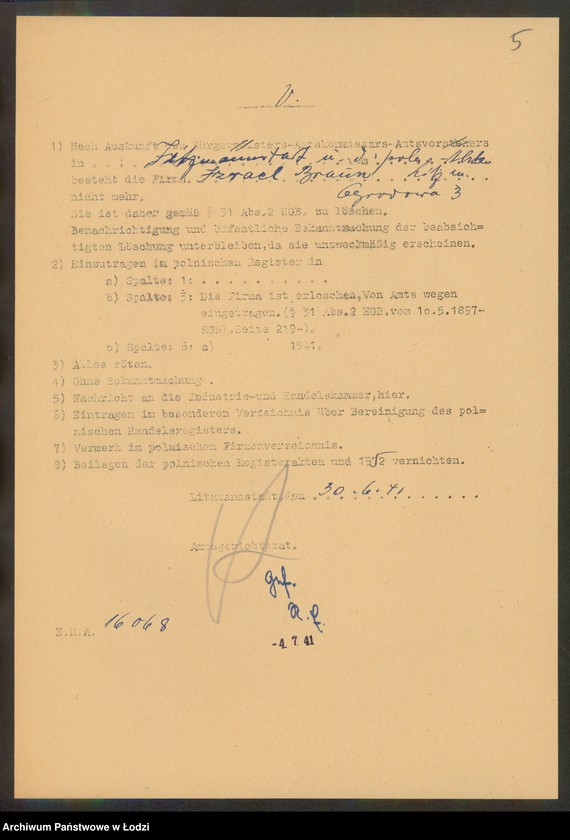 5
V.
1) Nach Auskunft des Bürgermeisters-Amtskommissars-Amtsvorstehers
in . . . . Litzmannstadt u. d. poln. Akten
besteht die Firma Izrael Braun
nicht mehr. Ogrodowa 3
Sie ist daher gemäß § 31 Abs.2 HGB. zu löschen.
Benachrichtigung und öffentliche Bekanntmachung der beabsich=
tigten Löschung unterbleiben, da sie unzweckmäßig erscheinen.
2) Einzutragen im polnischen Register in
a) Spalte: 1: . . . . . . . . . . .
b) Spalte: 5: Die Firma ist erloschen, Von Amts wegen
eingetragen.(§ 31 Abs.2 HGB.vom 1o.5.1897-
RGBl.Seite 219-).
c) Spalte: 6: a) 1941.
3) Alles röten.
4) Ohne Bekanntmachung .
5) Nachricht an die Industrie-und Handelskammer,hier.
6) Eintragen im besonderen Verzeichnis über Bereinigung des pol=
nischen Handelsregisters.
7) Vermerk im polnischen Firmenverzeichnis.
8) Beilagen der polnischen Registerakten und 1952 vernichten.
Litzmannstadt,den 30.6.41
Amtsgerichtsrat.
gef.
-4. 7. 41
H.R.A. 16068
Archiwum Państwowe w Łodzi